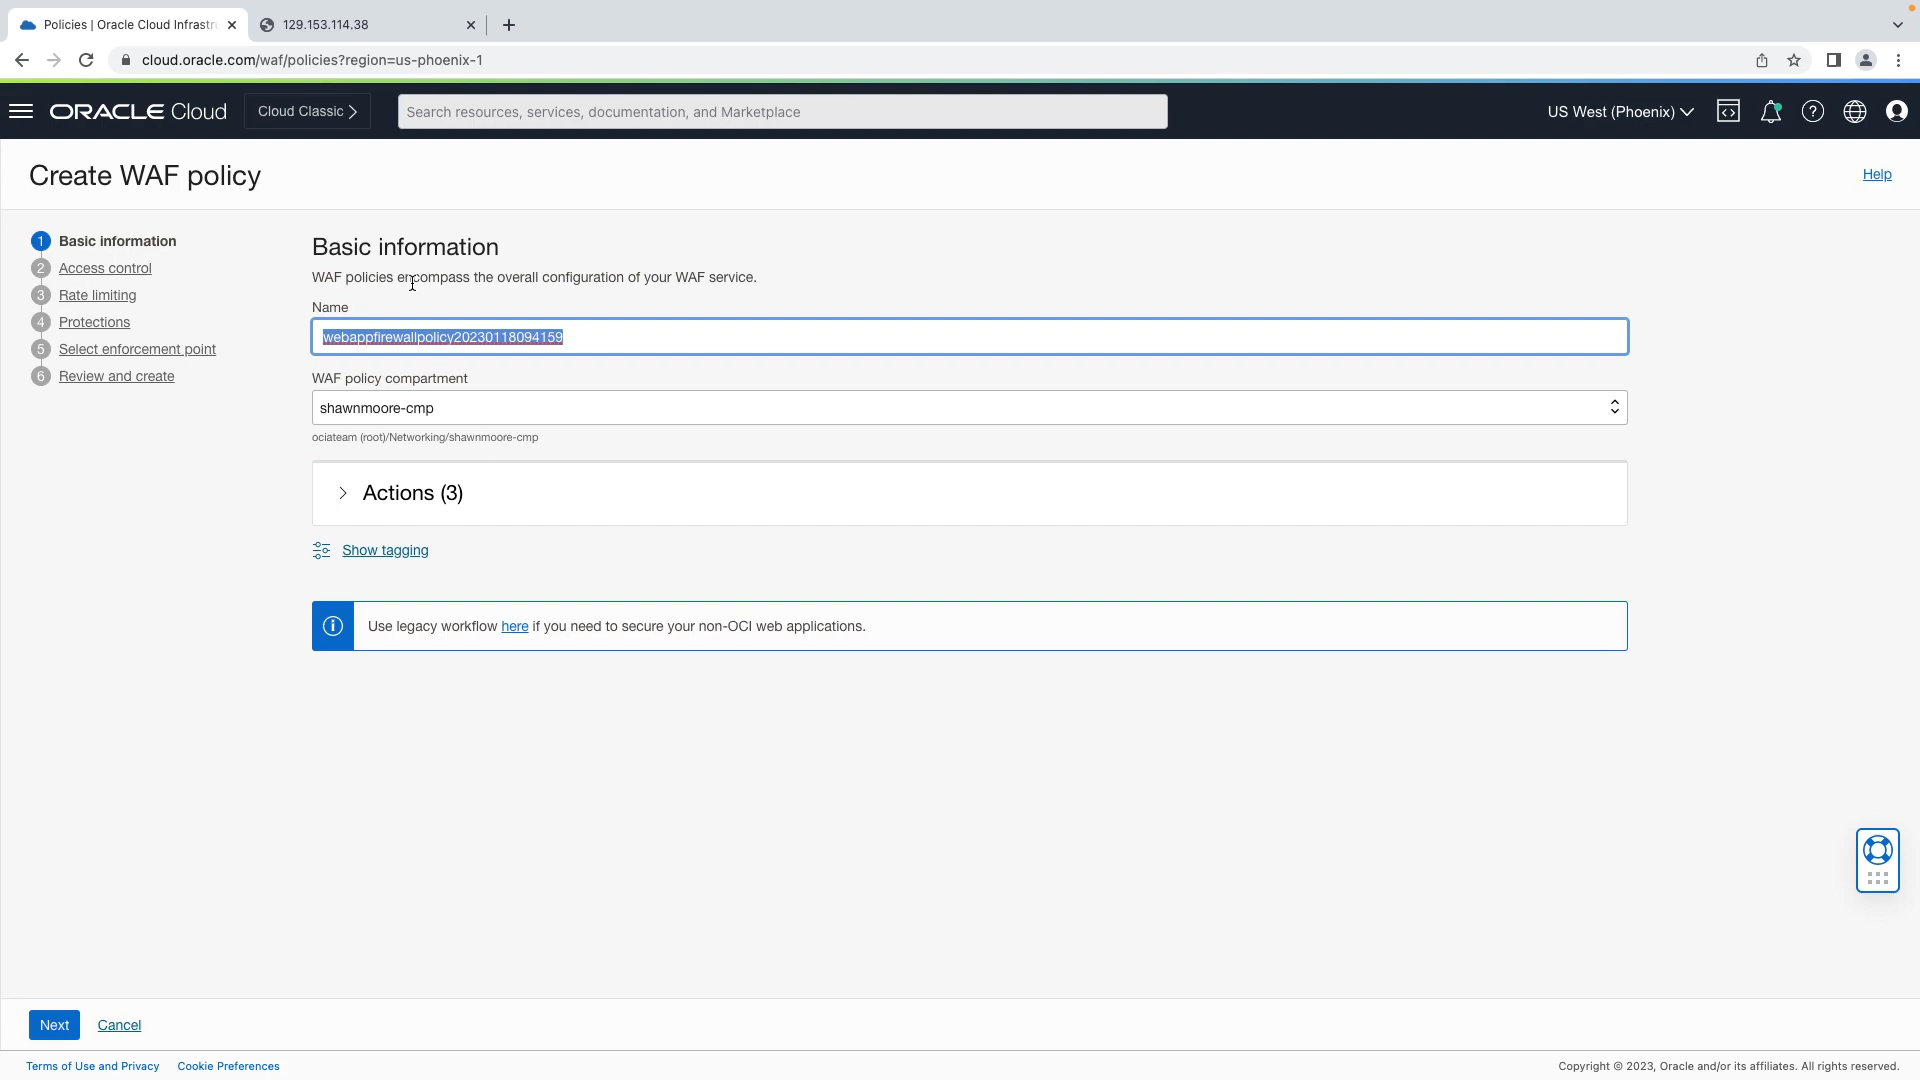 Policies | Oracle Cloud Infrastr
129.153.114.38
cloud.oracle.com/waf/policies?region=us-phoenix-1
ORACLE Cloud
Cloud Classic
Search resources, services, documentation, and Marketplace
US West (Phoenix)
Create WAF policy
Help
1 Basic information
2 Access control
3 Rate limiting
4 Protections
5 Select enforcement point
6 Review and create
Basic information
WAF policies encompass the overall configuration of your WAF service.
Name
webappfirewallpolicy20230118094159
WAF policy compartment
shawnmoore-cmp
ociateam (root)/Networking/shawnmoore-cmp
Actions (3)
Show tagging
Use legacy workflow here if you need to secure your non-OCI web applications.
Next
Cancel
Terms of Use and Privacy
Cookie Preferences
Copyright © 2023, Oracle and/or its affiliates. All rights reserved.